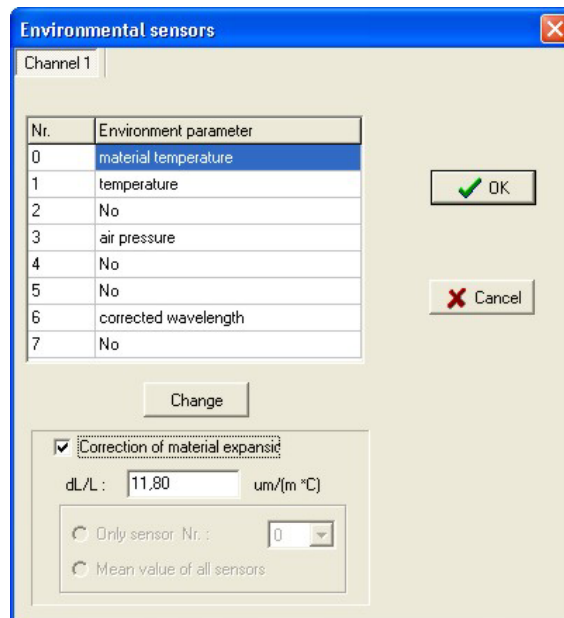 Environmental sensors
Channel 1
Nr. Environment parameter
0 material temperature
1 temperature
2 No
3 air pressure
4 No
5 No
6 corrected wavelength
7 No
OK
Cancel
Change
Correction of material expansic
dL/L : 11,80 um/(m *C)
Only sensor Nr. : 0
Mean value of all sensors